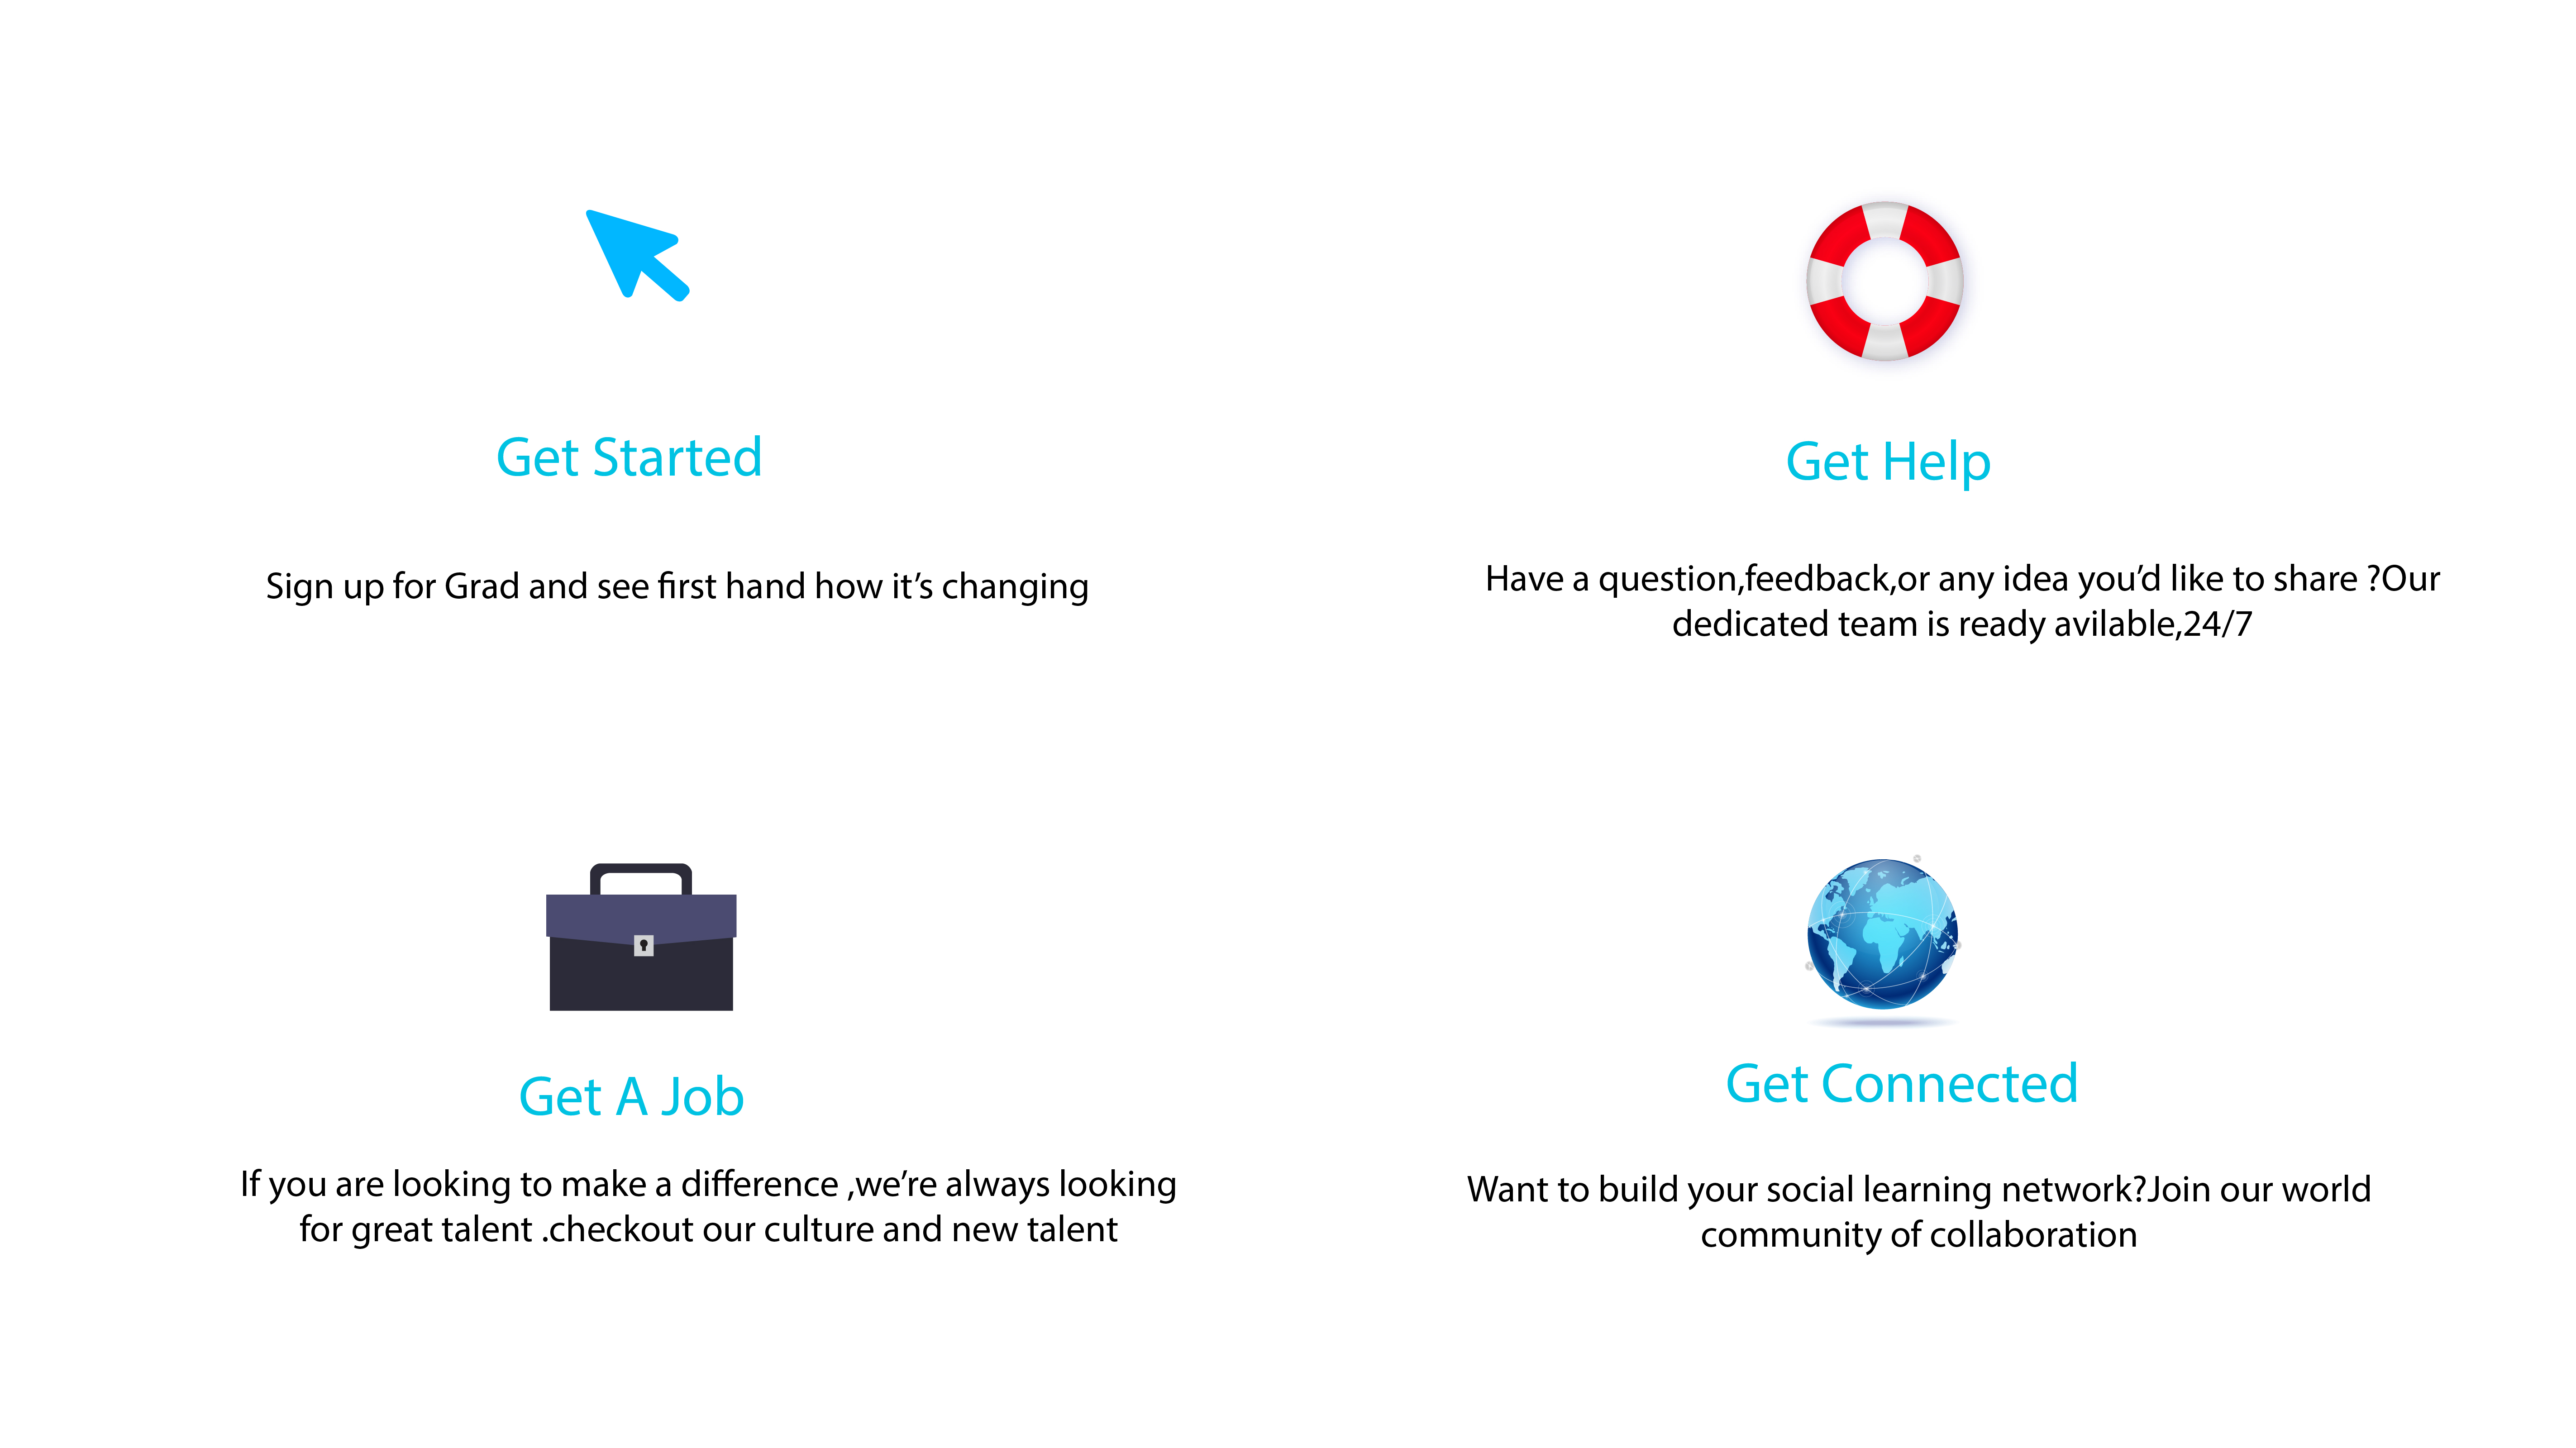 Get Started
Sign up for Grad and see first hand how it’s changing
Get Help
Have a question,feedback,or any idea you’d like to share ?Our
dedicated team is ready avilable,24/7
Get A Job
If you are looking to make a difference ,we’re always looking
for great talent .checkout our culture and new talent
Get Connected
Want to build your social learning network?Join our world
community of collaboration